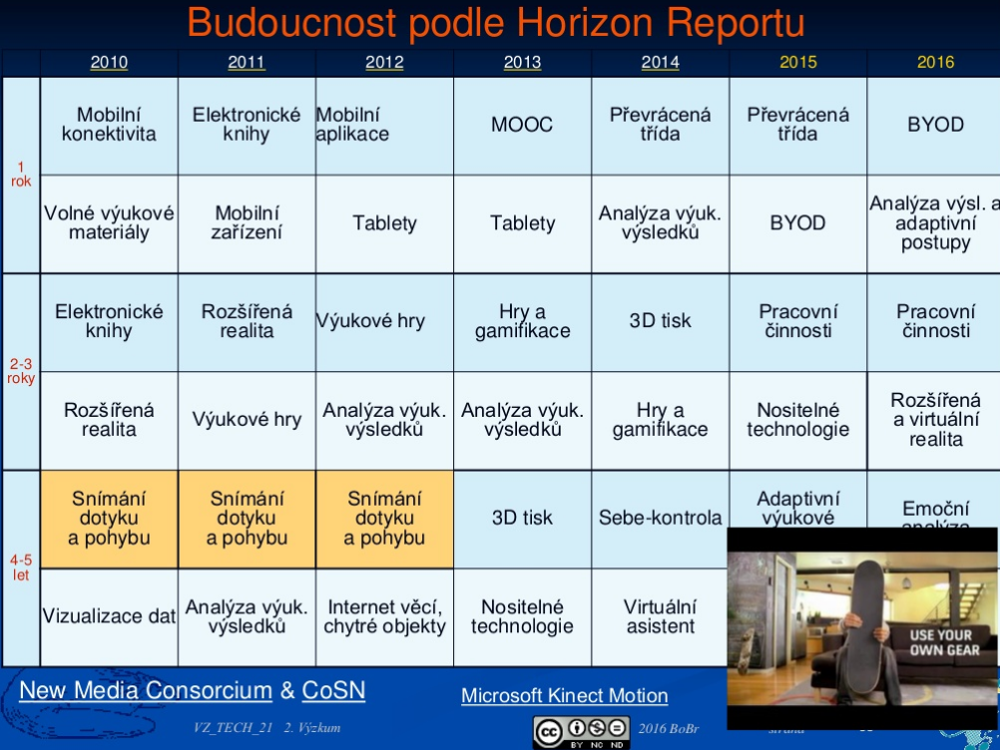 Budoucnost podle Horizon Reportu
2010 2011 2012 2013 2014 2015 2016
1
rok
Mobilní
konektivita
Elektronické
knihy
Mobilní
aplikace
MOOC
Převrácená
třída
Převrácená
třída
BYOD
Volné výukové
materiály
Mobilní
zařízení
Tablety
Tablety
Analýza výuk.
výsledků
BYOD
Analýza výsl. a
adaptivní
postupy
2-3
roky
Elektronické
knihy
Rozšířená
realita
Výukové hry
Hry a
gamifikace
3D tisk
Pracovní
činnosti
Pracovní
činnosti
Rozšířená
realita
Výukové hry
Analýza výuk.
výsledků
Analýza výuk.
výsledků
Hry a
gamifikace
Nositelné
technologie
Rozšířená
a virtuální
realita
4-5
let
Snímání
dotyku
a pohybu
Snímání
dotyku
a pohybu
Snímání
dotyku
a pohybu
3D tisk
Sebe-kontrola
Adaptivní
výukové
Emoční
analýza
Vizualizace dat
Analýza výuk.
výsledků
Internet věcí,
chytré objekty
Nositelné
technologie
Virtuální
asistent
USE YOUR
OWN GEAR
New Media Consorcium & CoSN
Microsoft Kinect Motion
VZ_TECH_21 2. Výzkum
cc
BY NC ND
2016 BoBr
strana